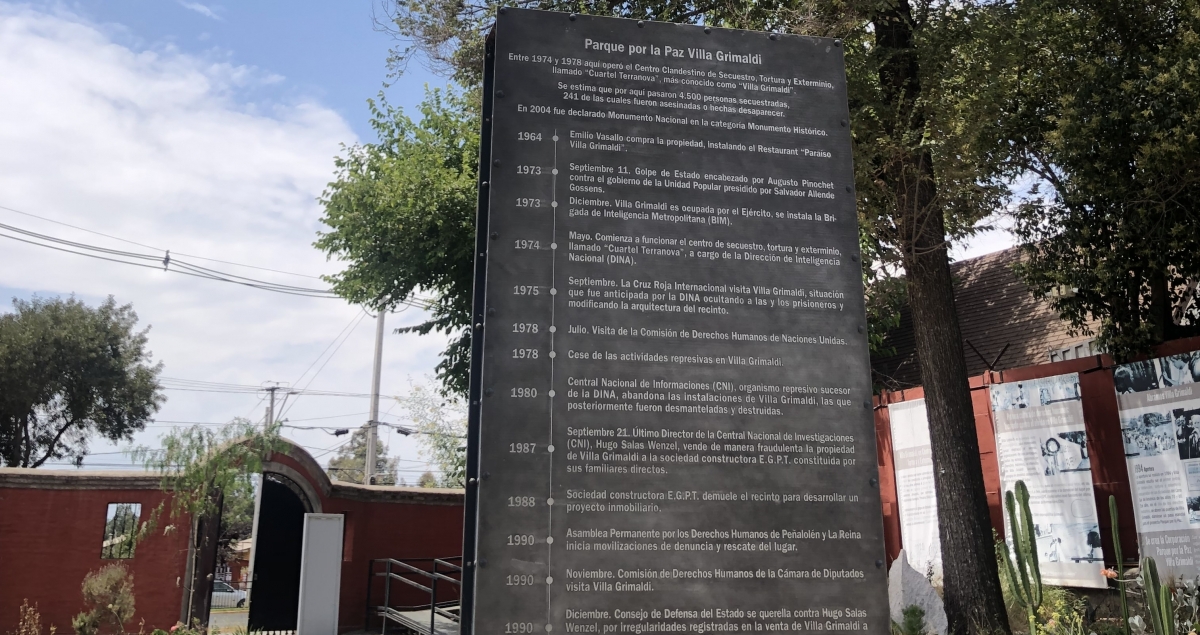 Parque por la Paz Villa Grimaldi
Entre 1974 y 1978 aquí operó el Centro Clandestino de Secuestro, Tortura y Exterminio,
llamado "Cuartel Terranova", más conocido como "Villa Grimaldi".
Se estima que por aquí pasaron 4.500 personas secuestradas,
241 de las cuales fueron asesinadas o hechas desaparecer.
En 2004 fue declarado Monumento Nacional en la categoría Monumento Histórico.
1964 Emilio Vasallo compra la propiedad, instalando el Restaurant "Paraíso
Villa Grimaldi".
1973 Septiembre 11. Golpe de Estado encabezado por Augusto Pinochet
contra el gobierno de la Unidad Popular presidido por Salvador Allende
Gossens.
1973 Diciembre. Villa Grimaldi es ocupada por el Ejército, se instala la Bri-
gada de Inteligencia Metropolitana (BIM).
1974 Mayo. Comienza a funcionar el centro de secuestro, tortura y exterminio,
llamado "Cuartel Terranova", a cargo de la Dirección de Inteligencia
Nacional (DINA).
1975 Septiembre. La Cruz Roja Internacional visita Villa Grimaldi, situación
que fue anticipada por la DINA ocultando a las y los prisioneros y
modificando la arquitectura del recinto.
1978 Julio. Visita de la Comisión de Derechos Humanos de Naciones Unidas.
1978 Cese de las actividades represivas en Villa Grimaldi.
1980 Central Nacional de Informaciones (CNI), organismo represivo sucesor
de la DINA, abandona las instalaciones de Villa Grimaldi, las que
posteriormente fueron desmanteladas y destruidas.
1987 Septiembre 21. Último Director de la Central Nacional de Investigaciones
(CNI), Hugo Salas Wenzel, vende de manera fraudulenta la propiedad
de Villa Grimaldi a la sociedad constructora E.G.P.T. constituida por
sus familiares directos.
1988 Sociedad constructora E.G.P.T. demuele el recinto para desarrollar un
proyecto inmobiliario.
1990 Asamblea Permanente por los Derechos Humanos de Peñalolén y La Reina
inicia movilizaciones de denuncia y rescate del lugar.
1990 Noviembre. Comisión de Derechos Humanos de la Cámara de Diputados
visita Villa Grimaldi.
1990 Diciembre. Consejo de Defensa del Estado se querella contra Hugo Salas
Wenzel, por irregularidades registradas en la venta de Villa Grimaldi a
Se crea la Corporación
Parque por la Paz
Villa Grimaldi